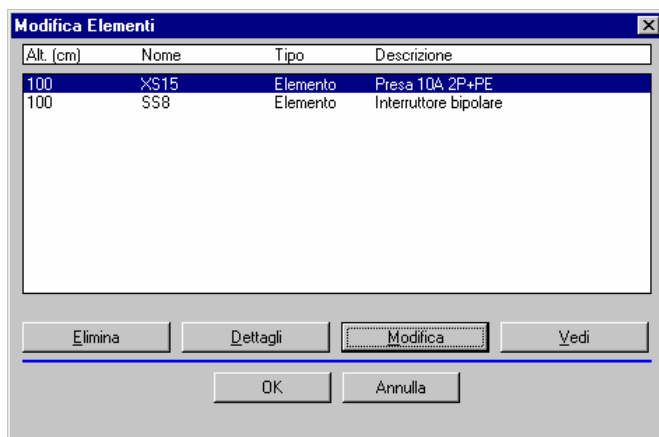 Modifica Elementi
Alt. (cm) Nome Tipo Descrizione
100 XS15 Elemento Presa 10A 2P+PE
100 SS8 Elemento Interruttore bipolare
Elimina Dettagli Modifica Vedi
OK Annulla